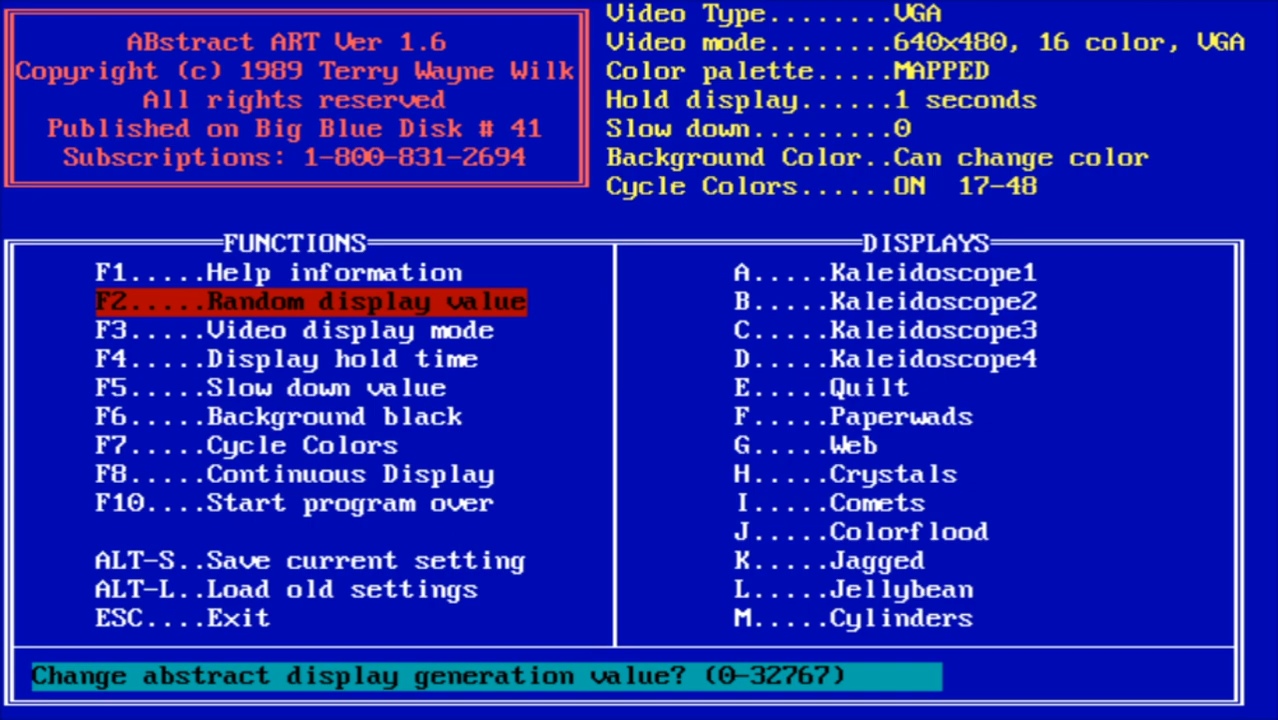 ABstract ART Ver 1.6
Copyright (c) 1989 Terry Wayne Wilk
All rights reserved
Published on Big Blue Disk # 41
Subscriptions: 1-800-831-2694
Video Type........VGA
Video mode........640x480, 16 color, VGA
Color palette.....MAPPED
Hold display......1 seconds
Slow down.........0
Background Color..Can change color
Cycle Colors......ON  17-48
FUNCTIONS
F1.....Help information
F2.....Random display value
F3.....Video display mode
F4.....Display hold time
F5.....Slow down value
F6.....Background black
F7.....Cycle Colors
F8.....Continuous Display
F10....Start program over
ALT-S..Save current setting
ALT-L..Load old settings
ESC....Exit
DISPLAYS
A.....Kaleidoscope1
B.....Kaleidoscope2
C.....Kaleidoscope3
D.....Kaleidoscope4
E.....Quilt
F.....Paperwads
G.....Web
H.....Crystals
I.....Comets
J.....Colorflood
K.....Jagged
L.....Jellybean
M.....Cylinders
Change abstract display generation value? (0-32767)